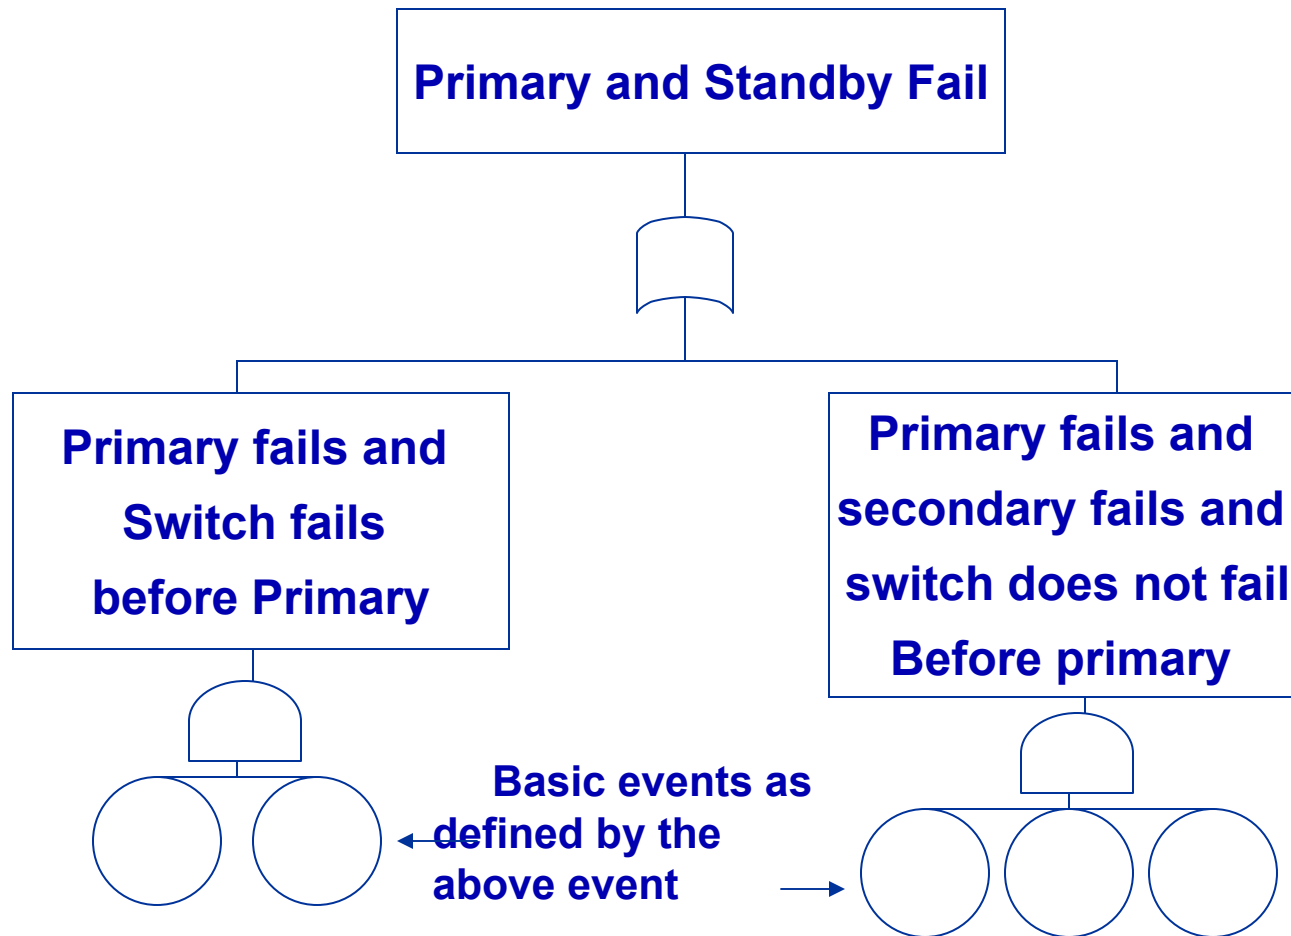 Primary and Standby Fail
Primary fails and
Switch fails
before Primary
Primary fails and
secondary fails and
switch does not fail
Before primary
Basic events as
defined by the
above event